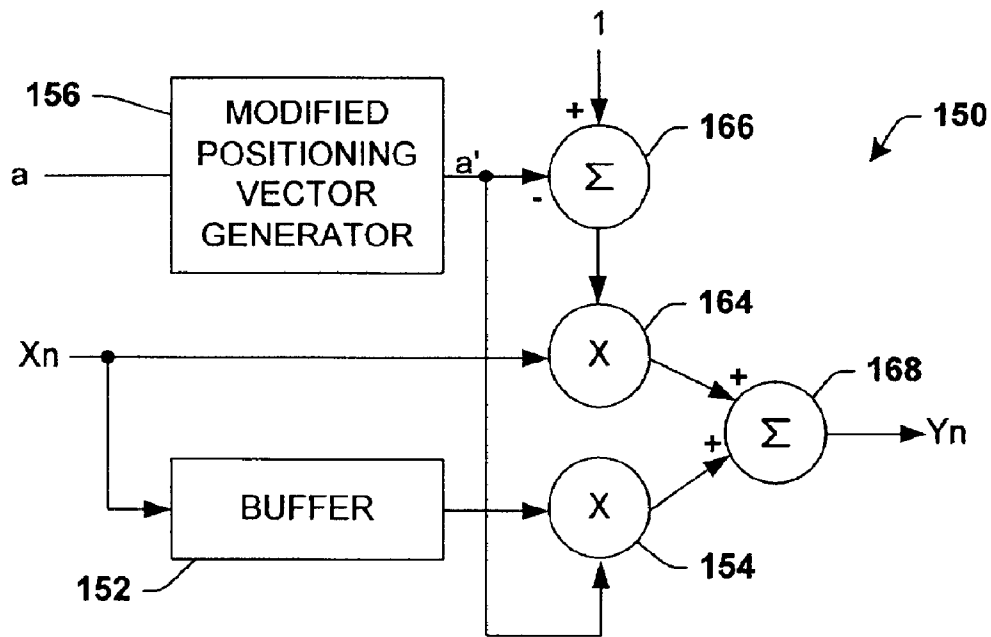 1
156
MODIFIED
POSITIONING
VECTOR
GENERATOR
a
a'
+
-
Σ
166
150
Xn
X
164
+
+
Σ
168
Yn
BUFFER
152
X
154